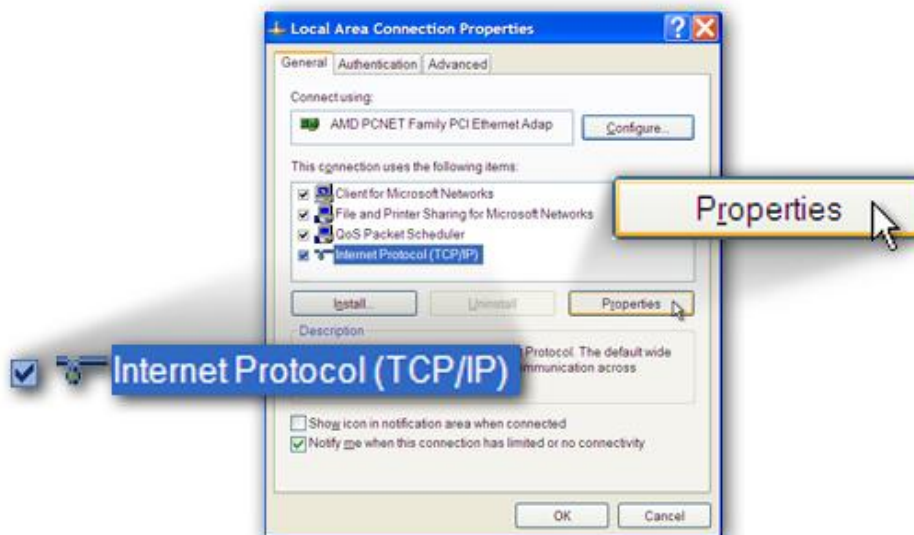 Local Area Connection Properties
General Authentication Advanced
Connect using:
AMD PCNET Family PCI Ethernet Adap Configure...
This connection uses the following items:
Client for Microsoft Networks
File and Printer Sharing for Microsoft Networks
QoS Packet Scheduler
Internet Protocol (TCP/IP)
Properties
Install... Uninstall Properties
Description
Protocol. The default wide
mmunication across
Internet Protocol (TCP/IP)
Show icon in notification area when connected
Notify me when this connection has limited or no connectivity
OK Cancel